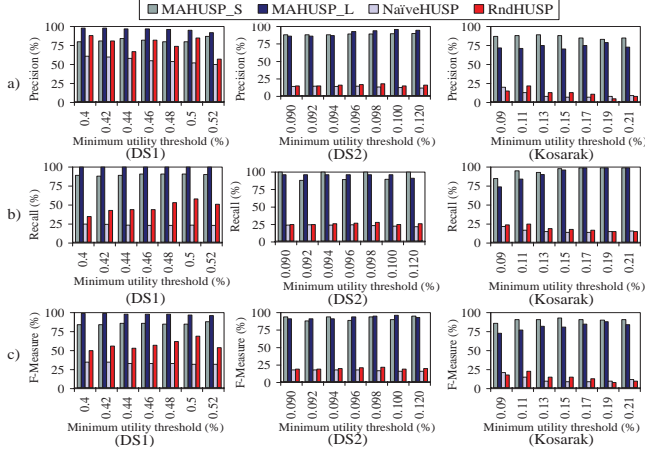 MAHUSP_S MAHUSP_L NaïveHUSP RndHUSP
a)
Precision (%)
100
75
50
25
0
0.4 0.42 0.44 0.46 0.48 0.5 0.52
Minimum utility threshold (%)
(DS1)
Precision (%)
100
75
50
25
0
0.090 0.092 0.094 0.096 0.098 0.100 0.120
Minimum utility threshold (%)
(DS2)
Precision (%)
100
75
50
25
0
0.09 0.11 0.13 0.15 0.17 0.19 0.21
Minimum utility threshold (%)
(Kosarak)
b)
Recall (%)
100
75
50
25
0
0.4 0.42 0.44 0.46 0.48 0.5 0.52
Minimum utility threshold (%)
(DS1)
Recall (%)
100
75
50
25
0
0.090 0.092 0.094 0.096 0.098 0.100 0.120
Minimum utility threshold (%)
(DS2)
Recall (%)
100
75
50
25
0
0.09 0.11 0.13 0.15 0.17 0.19 0.21
Minimum utility threshold (%)
(Kosarak)
c)
F-Measure (%)
100
75
50
25
0
0.4 0.42 0.44 0.46 0.48 0.5 0.52
Minimum utility threshold (%)
(DS1)
F-Measure (%)
100
75
50
25
0
0.090 0.092 0.094 0.096 0.098 0.100 0.120
Minimum utility threshold (%)
(DS2)
F-Measure (%)
100
75
50
25
0
0.09 0.11 0.13 0.15 0.17 0.19 0.21
Minimum utility threshold (%)
(Kosarak)